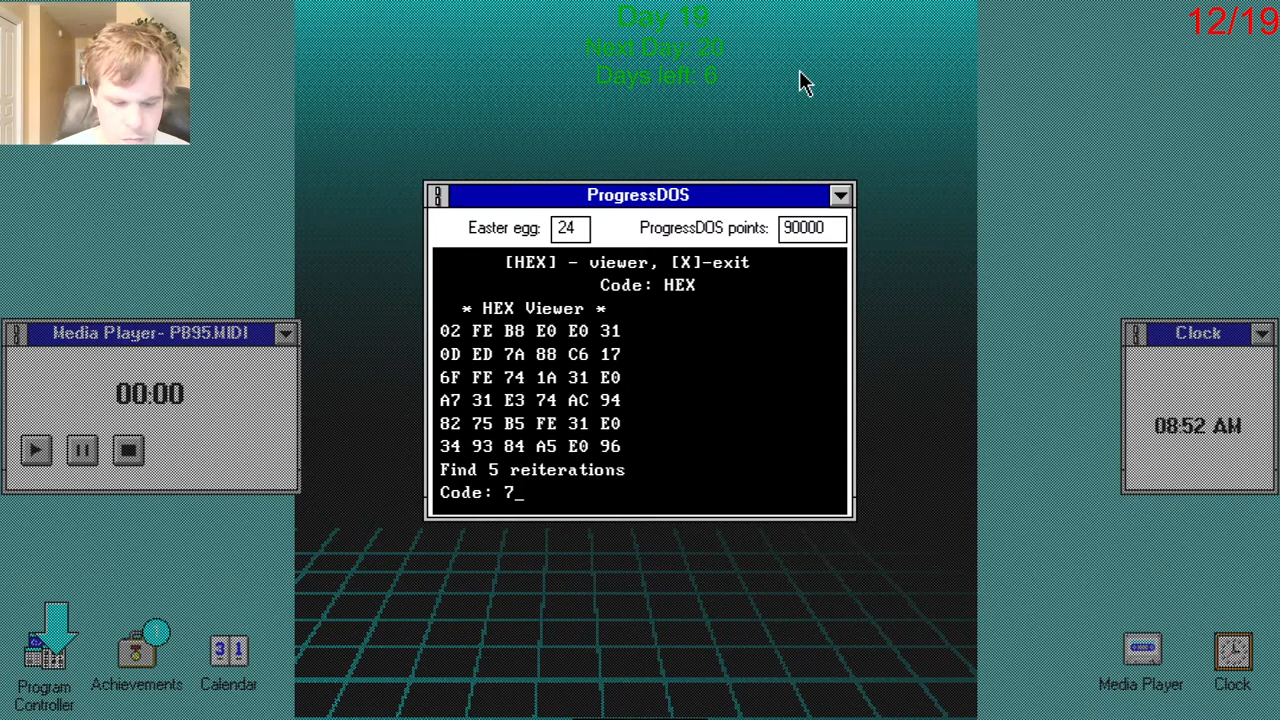 Day 19
Next Day: 20
Days left: 6
12/19
ProgressDOS
Easter egg: 24 ProgressDOS points: 90000
[HEX] - viewer, [X]-exit
Code: HEX
* HEX Viewer *
02 FE B8 E0 E0 31
0D ED 7A 88 C6 17
6F FE 74 1A 31 E0
A7 31 E3 74 AC 94
82 75 B5 FE 31 E0
34 93 84 A5 E0 96
Find 5 reiterations
Code: 7_
Media Player- PB95.MIDI
00:00
Clock
08:52 AM
Program
Controller
Achievements
1
Calendar
31
Media Player
Clock